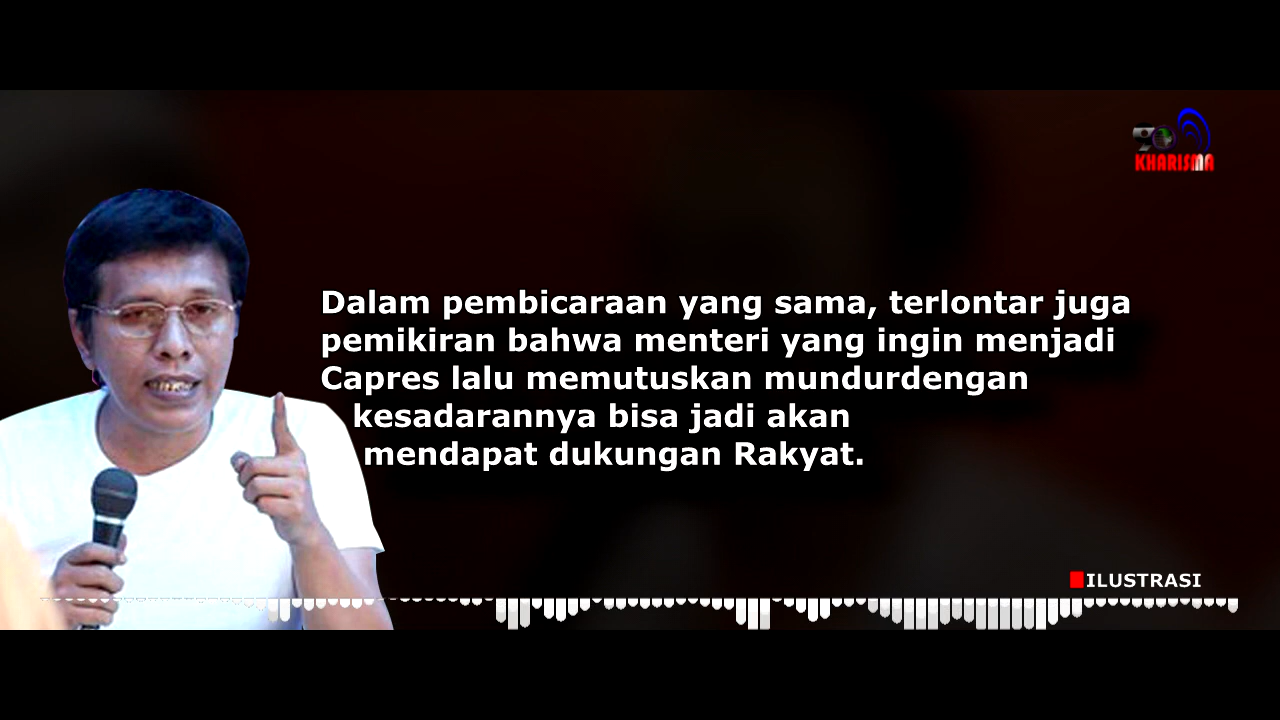 90
KHARISMA
Dalam pembicaraan yang sama, terlontar juga
pemikiran bahwa menteri yang ingin menjadi
Capres lalu memutuskan mundurdengan
kesadarannya bisa jadi akan
mendapat dukungan Rakyat.
ILUSTRASI